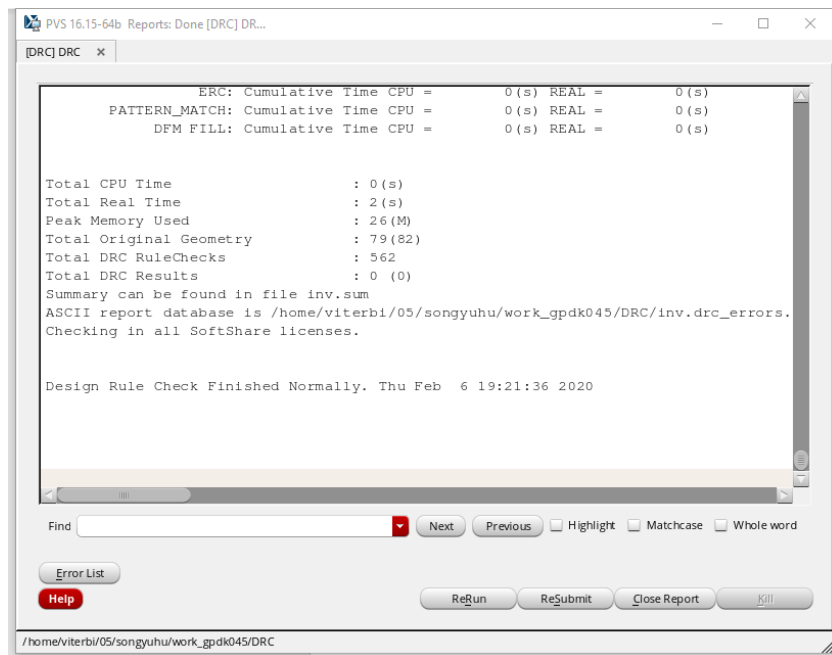 PVS 16.15-64b Reports: Done [DRC] DR...
[DRC] DRC
ERC: Cumulative Time CPU = 0(s) REAL = 0(s)
PATTERN_MATCH: Cumulative Time CPU = 0(s) REAL = 0(s)
DFM FILL: Cumulative Time CPU = 0(s) REAL = 0(s)
Total CPU Time : 0(s)
Total Real Time : 2(s)
Peak Memory Used : 26(M)
Total Original Geometry : 79(82)
Total DRC RuleChecks : 562
Total DRC Results : 0 (0)
Summary can be found in file inv.sum
ASCII report database is /home/viterbi/05/songyuhu/work_gpdk045/DRC/inv.drc_errors.
Checking in all SoftShare licenses.
Design Rule Check Finished Normally. Thu Feb 6 19:21:36 2020
Find Next Previous Highlight Matchcase Whole word
Error List
Help ReRun ReSubmit Close Report Kill
/home/viterbi/05/songyuhu/work_gpdk045/DRC